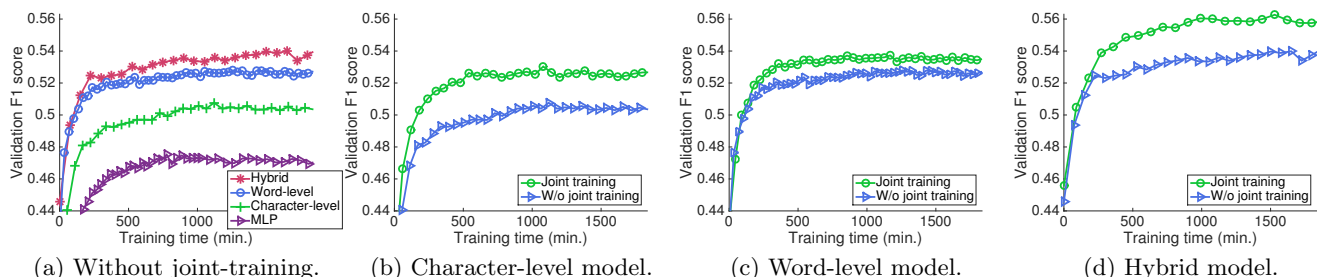 0.56
0.54
0.52
0.5
0.48
0.46
0.44
Validation F1 score
0
500
1000
Training time (min.)
Hybrid
Word-level
Character-level
MLP
(a) Without joint-training.
0.56
0.54
0.52
0.5
0.48
0.46
0.44
Validation F1 score
0
500
1000
1500
Training time (min.)
Joint training
W/o joint training
(b) Character-level model.
0.56
0.54
0.52
0.5
0.48
0.46
0.44
Validation F1 score
0
500
1000
1500
Training time (min.)
Joint training
W/o joint training
(c) Word-level model.
0.56
0.54
0.52
0.5
0.48
0.46
0.44
Validation F1 score
0
500
1000
1500
Training time (min.)
Joint training
W/o joint training
(d) Hybrid model.